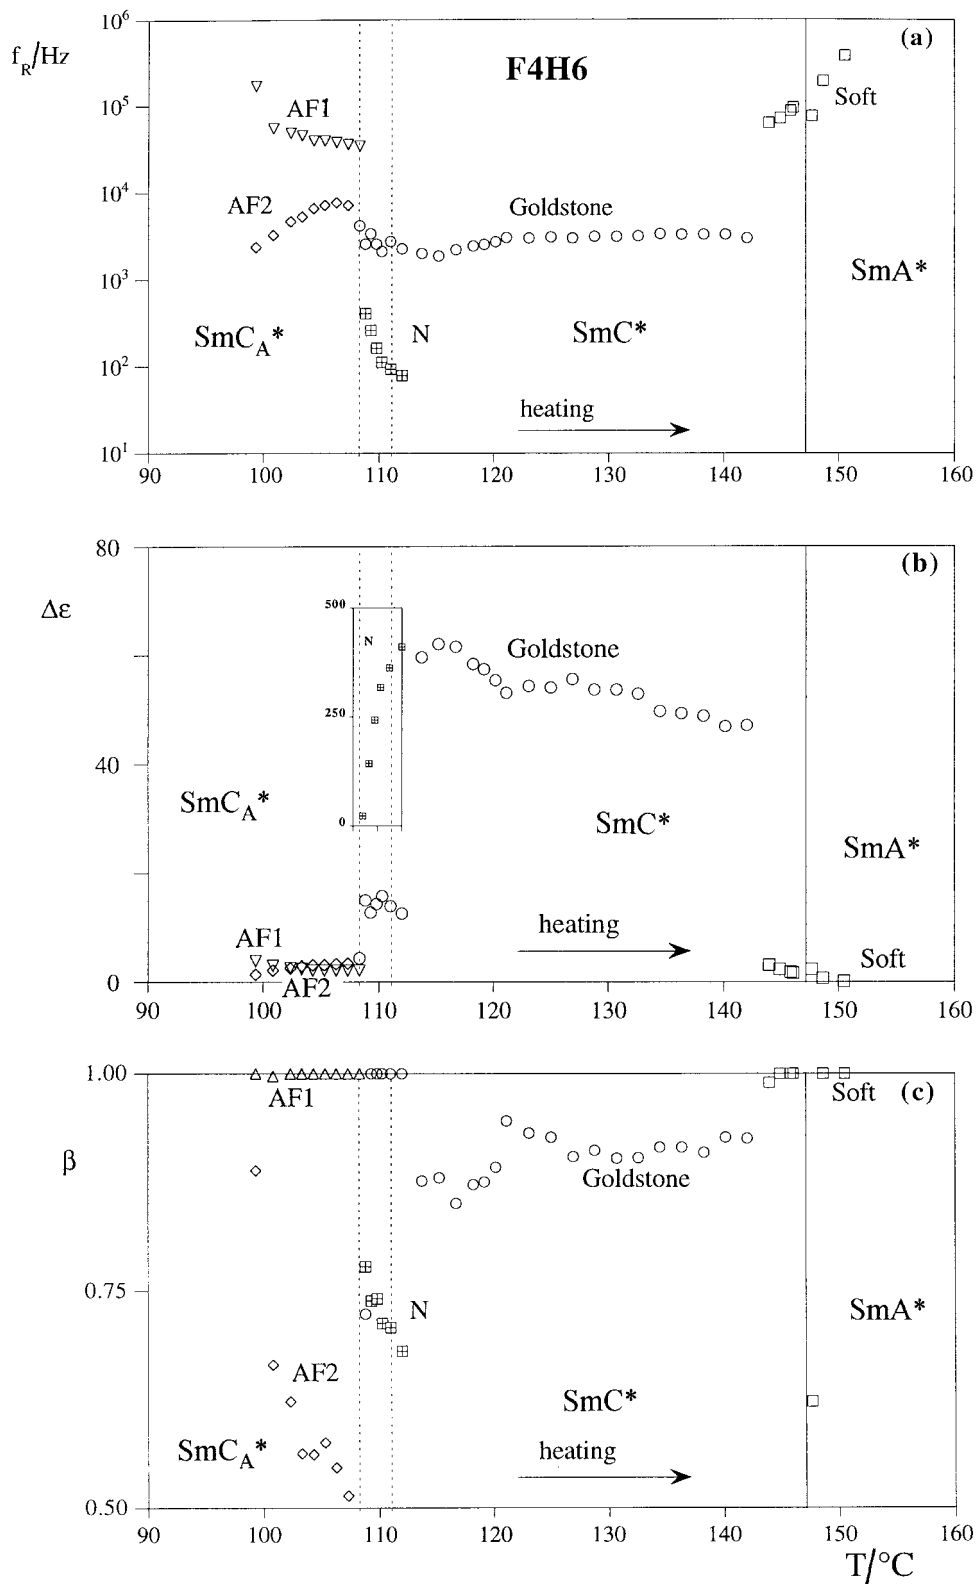 10^6
(a)
f_R/Hz
F4H6
10^5
AF1
Soft
10^4
AF2
Goldstone
10^3
SmA*
SmC_A*
N
SmC*
10^2
heating
10^1
90 100 110 120 130 140 150 160
80
(b)
Δε
500
N
Goldstone
250
40
SmC_A*
SmC*
0
SmA*
AF1
heating
Soft
AF2
0
90 100 110 120 130 140 150 160
1.00
AF1
Soft
(c)
β
Goldstone
0.75
N
SmA*
AF2
SmC*
SmC_A*
heating
0.50
90 100 110 120 130 140 150 160
T/°C